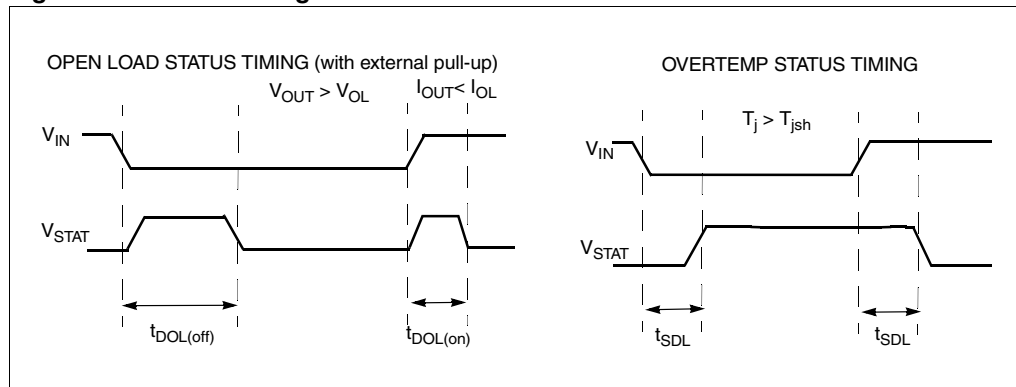 OPEN LOAD STATUS TIMING (with external pull-up)
VOUT > VOL
IOUT< IOL
VIN
VSTAT
tDOL(off)
tDOL(on)
OVERTEMP STATUS TIMING
Tj > Tjsh
VIN
VSTAT
tSDL
tSDL